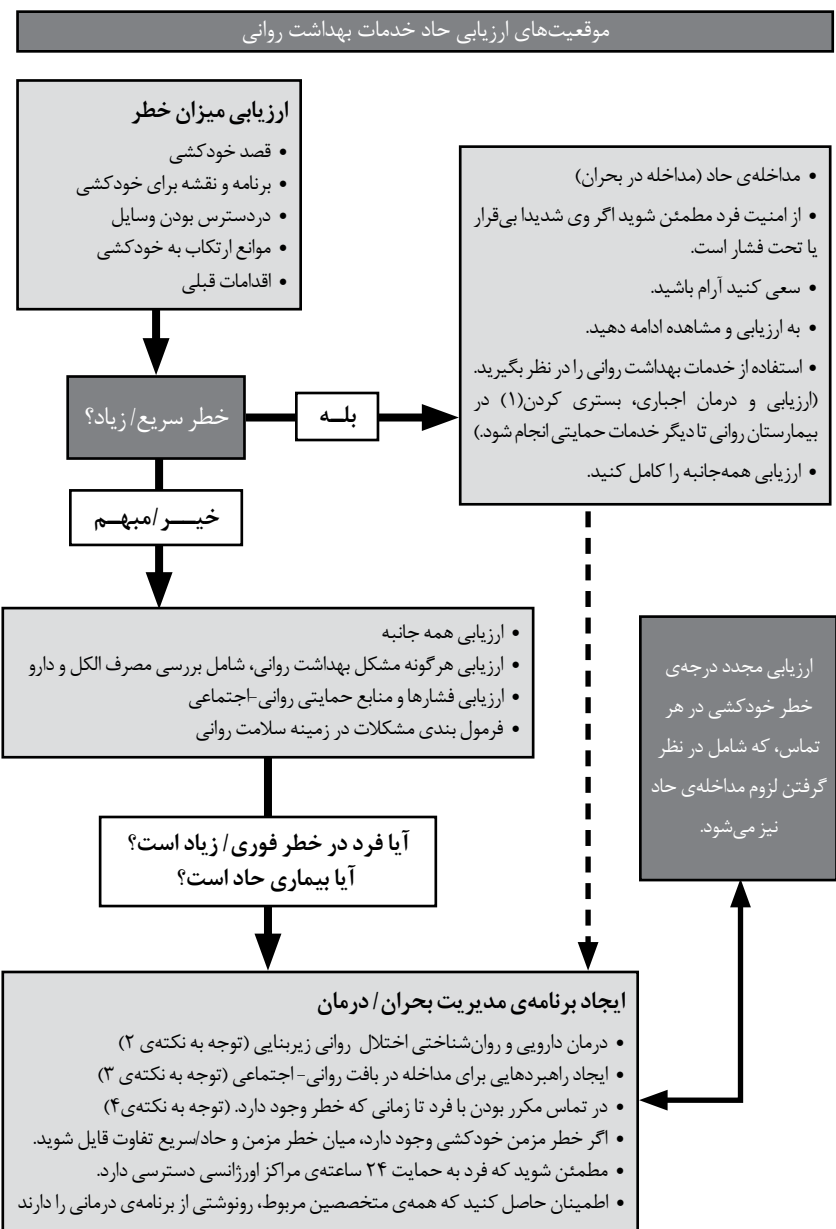 موقعیت‌های ارزیابی حاد خدمات بهداشت روانی
ارزیابی میزان خطر
• قصد خودکشی
• برنامه و نقشه برای خودکشی
• دردسترس بودن وسایل
• موانع ارتکاب به خودکشی
• اقدامات قبلی
• مداخله‌ی حاد (مداخله در بحران)
• از امنیت فرد مطمئن شوید اگر وی شدیدا بی‌قرار
یا تحت فشار است.
• سعی کنید آرام باشید.
• به ارزیابی و مشاهده ادامه دهید.
• استفاده از خدمات بهداشت روانی را در نظر بگیرید.
(ارزیابی و درمان اجباری، بستری کردن(۱) در
بیمارستان روانی تا دیگر خدمات حمایتی انجام شود.)
• ارزیابی همه‌جانبه را کامل کنید.
خطر سریع/ زیاد؟
بلــه
خیــــر/مبهــم
• ارزیابی همه جانبه
• ارزیابی هرگونه مشکل بهداشت روانی، شامل بررسی مصرف الکل و دارو
• ارزیابی فشارها و منابع حمایتی روانی-اجتماعی
• فرمول بندی مشکلات در زمینه سلامت روانی
ارزیابی مجدد درجه‌ی
خطر خودکشی در هر
تماس، که شامل در نظر
گرفتن لزوم مداخله‌ی حاد
نیز می‌شود.
آیا فرد در خطر فوری/ زیاد است؟
آیا بیماری حاد است؟
ایجاد برنامه‌ی مدیریت بحران/ درمان
• درمان دارویی و روان‌شناختی اختلال روانی زیربنایی (توجه به نکته‌ی ۲)
• ایجاد راهبردهایی برای مداخله در بافت روانی- اجتماعی (توجه به نکته‌ی ۳)
• در تماس مکرر بودن با فرد تا زمانی که خطر وجود دارد. (توجه به نکته‌ی۴)
• اگر خطر مزمن خودکشی وجود دارد، میان خطر مزمن و حاد/سریع تفاوت قایل شوید.
• مطمئن شوید که فرد به حمایت ۲۴ ساعته‌ی مراکز اورژانسی دسترسی دارد.
• اطمینان حاصل کنید که همه‌ی متخصصین مربوط، رونوشتی از برنامه‌ی درمانی را دارند